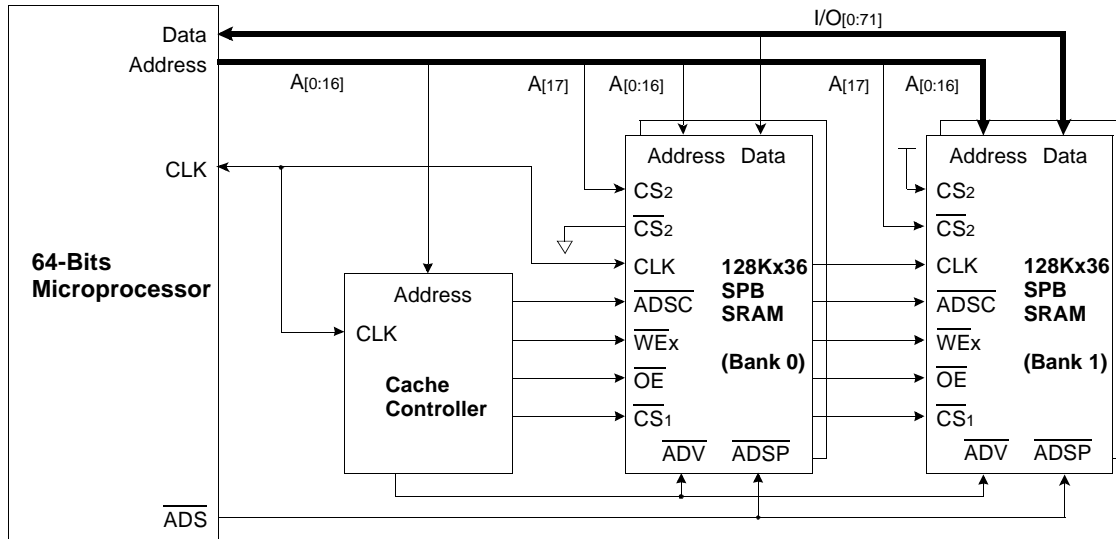 I/O[0:71]
Data
Address
A[0:16]
A[17]
A[0:16]
A[17]
A[0:16]
CLK
64-Bits
Microprocessor
ADS
Address
CLK
Cache
Controller
Address Data
CS2
CS2
CLK
ADSC
WEx
OE
CS1
ADV ADSP
128Kx36
SPB
SRAM
(Bank 0)
Address Data
CS2
CS2
CLK
ADSC
WEx
OE
CS1
ADV ADSP
128Kx36
SPB
SRAM
(Bank 1)